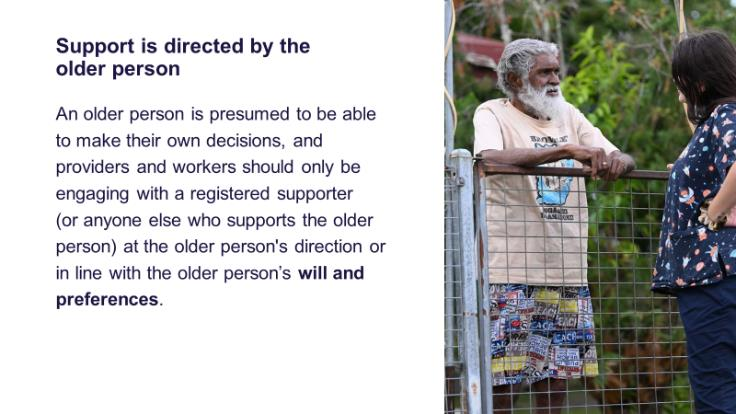 Support is directed by the
older person
An older person is presumed to be able
to make their own decisions, and
providers and workers should only be
engaging with a registered supporter
(or anyone else who supports the older
person) at the older person's direction or
in line with the older person’s will and
preferences.